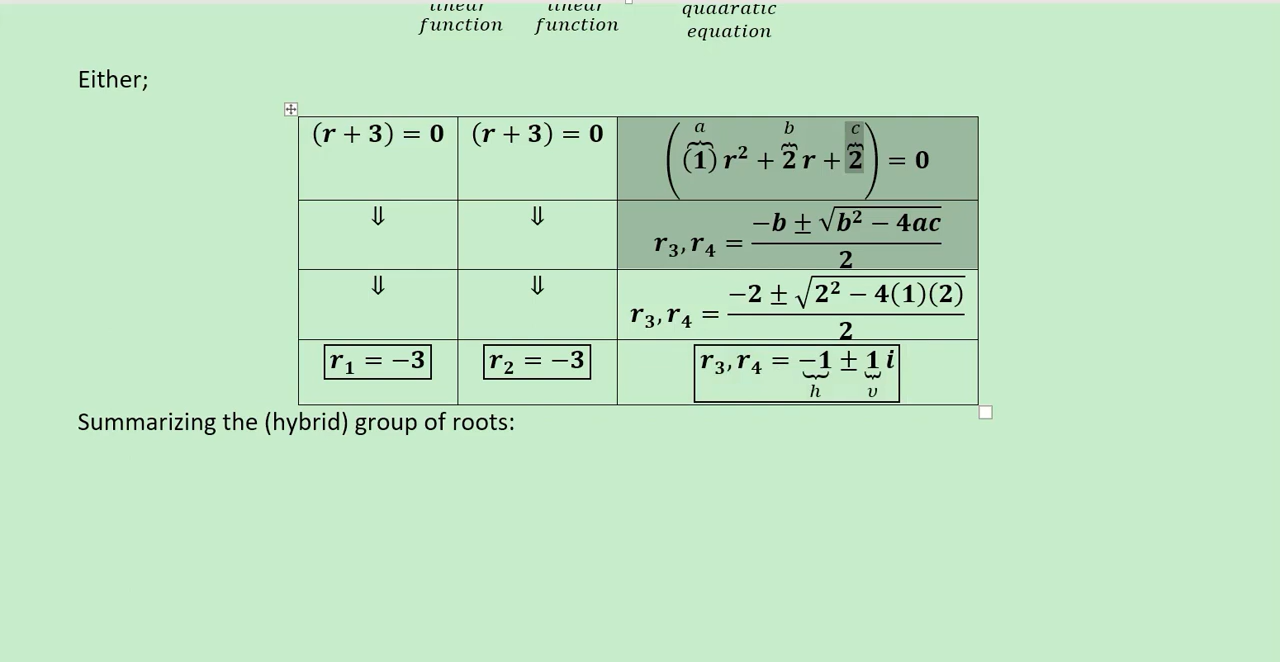 linear linear quadratic
function function equation
Either;
(r + 3) = 0 (r + 3) = 0 ((1) r² + 2 r + 2) = 0
a b c
⇓ ⇓ r₃, r₄ = (−b ± √(b² − 4ac)) / 2
⇓ ⇓ r₃, r₄ = (−2 ± √(2² − 4(1)(2))) / 2
r₁ = −3 r₂ = −3 r₃, r₄ = −1 ± 1 i
h υ
Summarizing the (hybrid) group of roots: